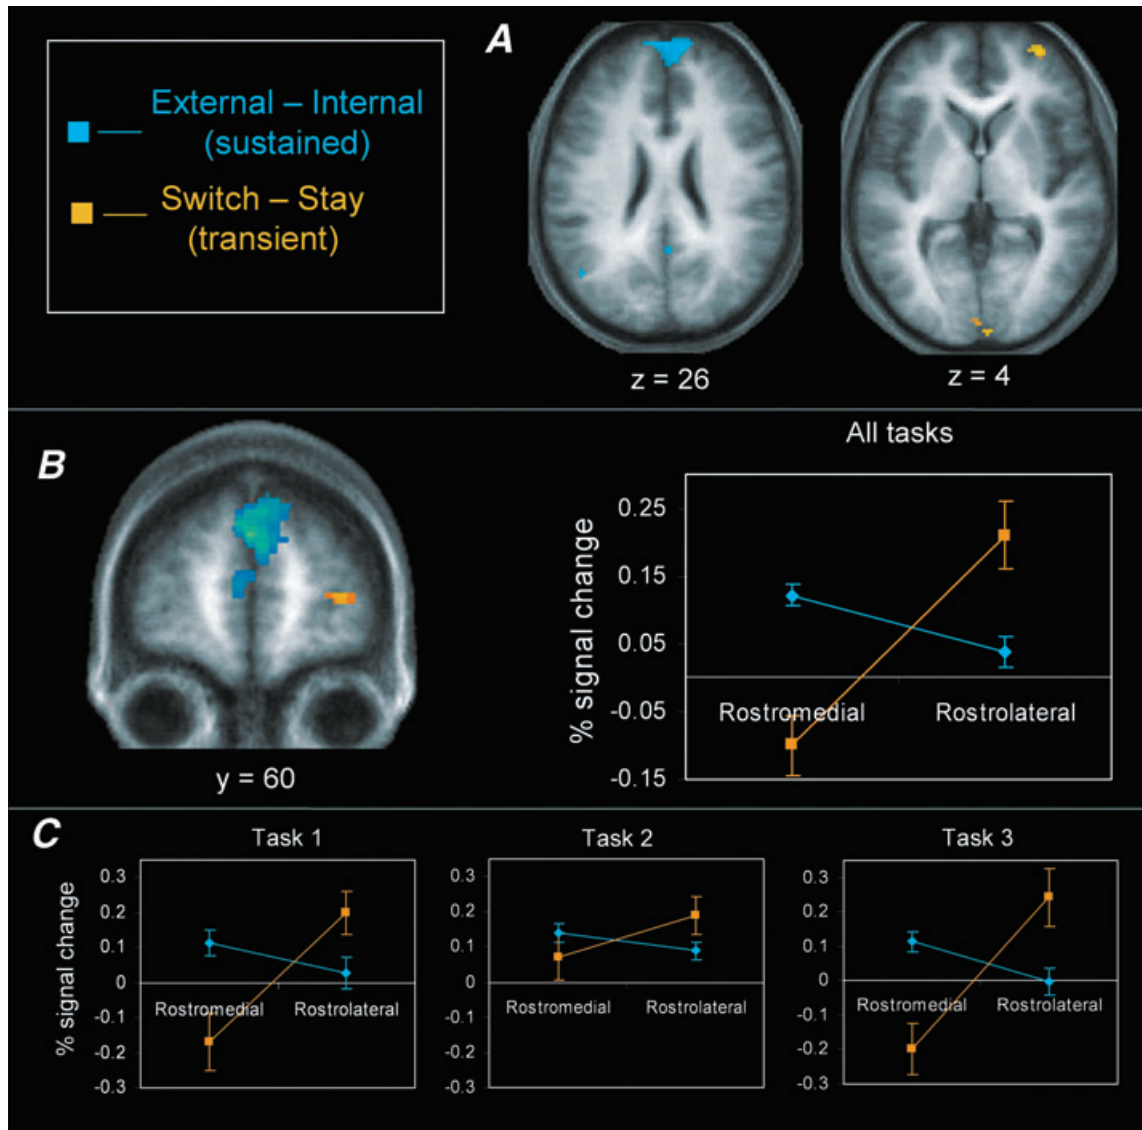 External – Internal
(sustained)
Switch – Stay
(transient)
A
z = 26
z = 4
B
y = 60
All tasks
% signal change
0.25
0.15
0.05
-0.05
-0.15
Rostromedial
Rostrolateral
C
Task 1
% signal change
0.3
0.2
0.1
0
-0.1
-0.2
-0.3
Rostromedial
Rostrolateral
Task 2
0.3
0.2
0.1
0
-0.1
-0.2
-0.3
Rostromedial
Rostrolateral
Task 3
0.3
0.2
0.1
0
-0.1
-0.2
-0.3
Rostromedial
Rostrolateral